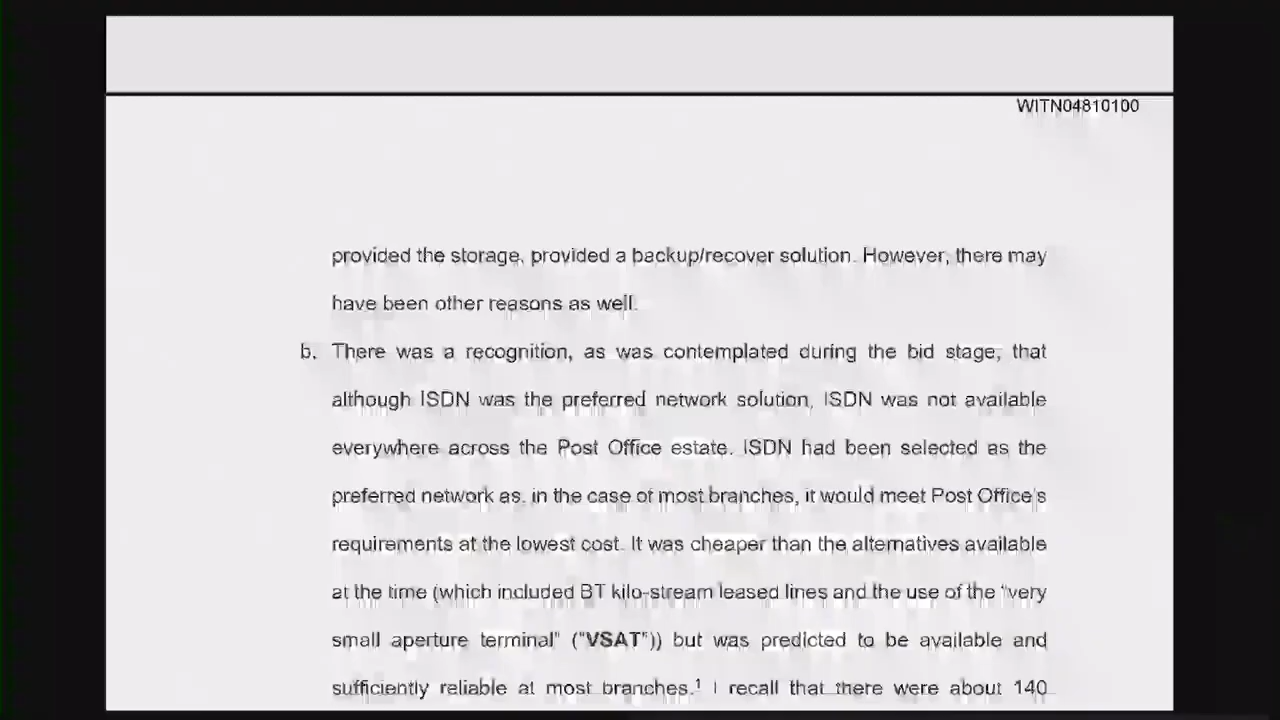 WITN04810100
provided the storage, provided a backup/recover solution. However, there may
have been other reasons as well.
b. There was a recognition, as was contemplated during the bid stage, that
although ISDN was the preferred network solution, ISDN was not available
everywhere across the Post Office estate. ISDN had been selected as the
preferred network as, in the case of most branches, it would meet Post Office's
requirements at the lowest cost. It was cheaper than the alternatives available
at the time (which included BT kilo-stream leased lines and the use of the "very
small aperture terminal" ("VSAT")) but was predicted to be available and
sufficiently reliable at most branches.¹ I recall that there were about 140